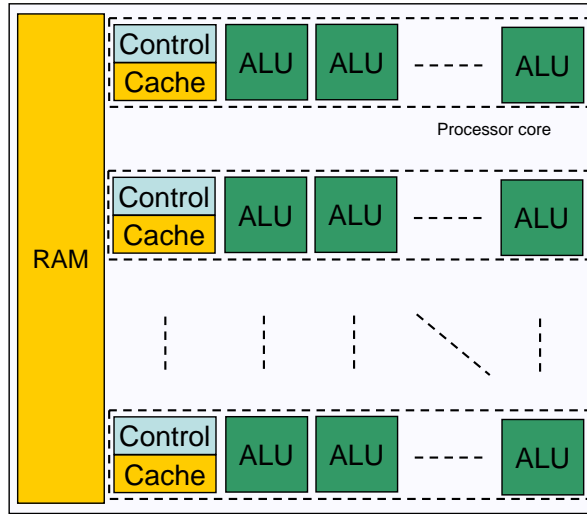 Control
Cache
ALU
ALU
ALU
Processor core
Control
Cache
ALU
ALU
ALU
RAM
Control
Cache
ALU
ALU
ALU